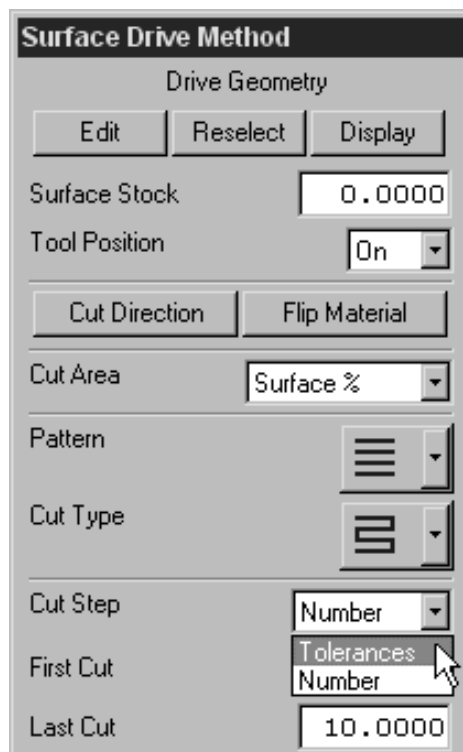 Surface Drive Method
Drive Geometry
Edit Reselect Display
Surface Stock 0.0000
Tool Position On
Cut Direction Flip Material
Cut Area Surface %
Pattern
Cut Type
Cut Step Number
Tolerances
First Cut Number
Last Cut 10.0000